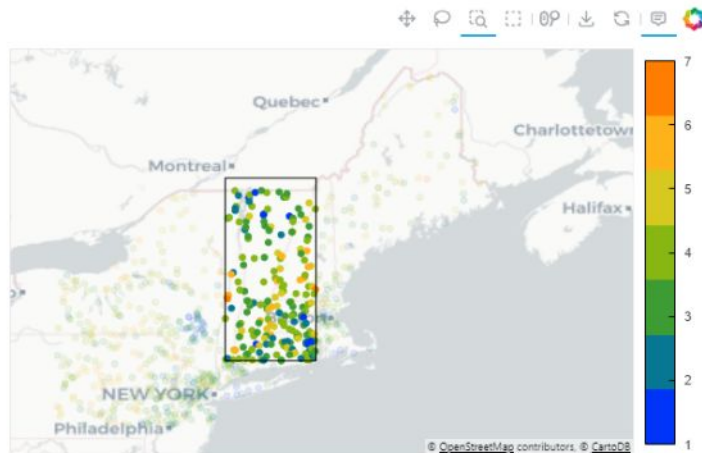 Quebec
Charlottetown
Montreal
Halifax
NEW YORK
Philadelphia
© OpenStreetMap contributors, © CartoDB
7
6
5
4
3
2
1